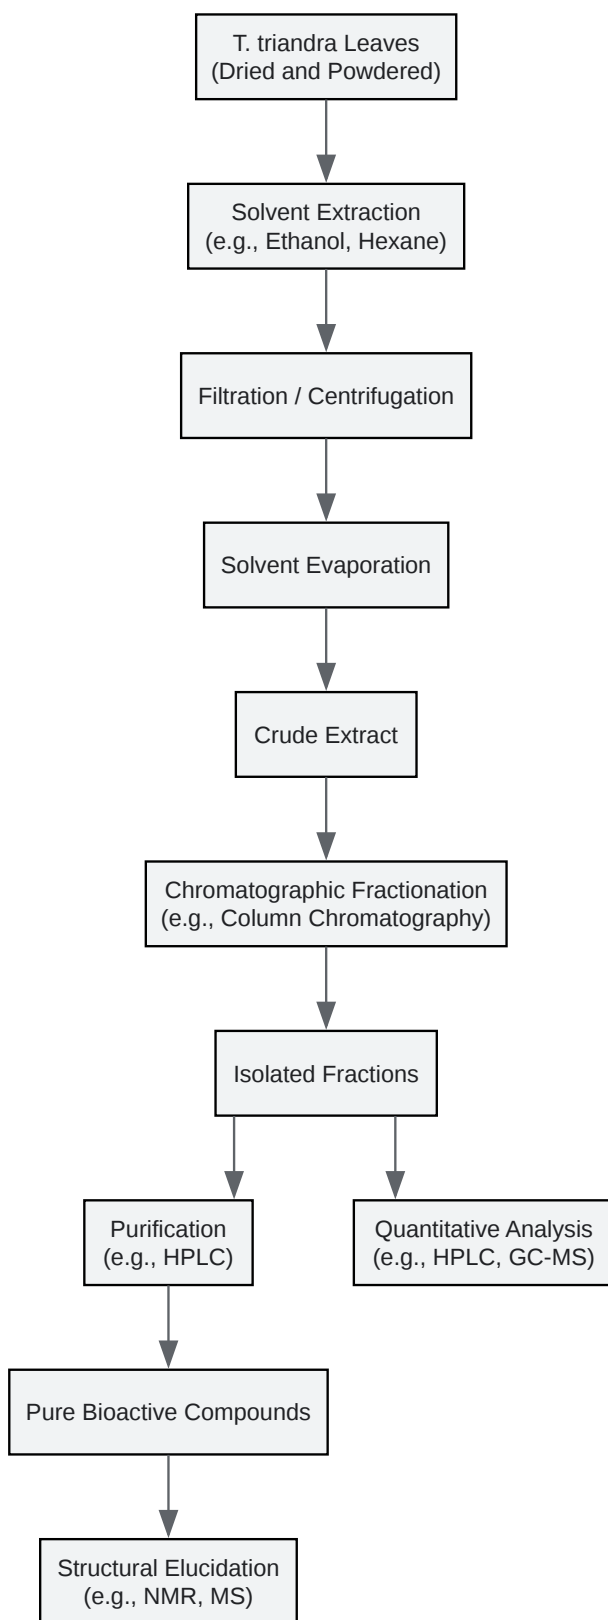 T. triandra Leaves
(Dried and Powdered)
Solvent Extraction
(e.g., Ethanol, Hexane)
Filtration / Centrifugation
Solvent Evaporation
Crude Extract
Chromatographic Fractionation
(e.g., Column Chromatography)
Isolated Fractions
Purification
(e.g., HPLC)
Quantitative Analysis
(e.g., HPLC, GC-MS)
Pure Bioactive Compounds
Structural Elucidation
(e.g., NMR, MS)